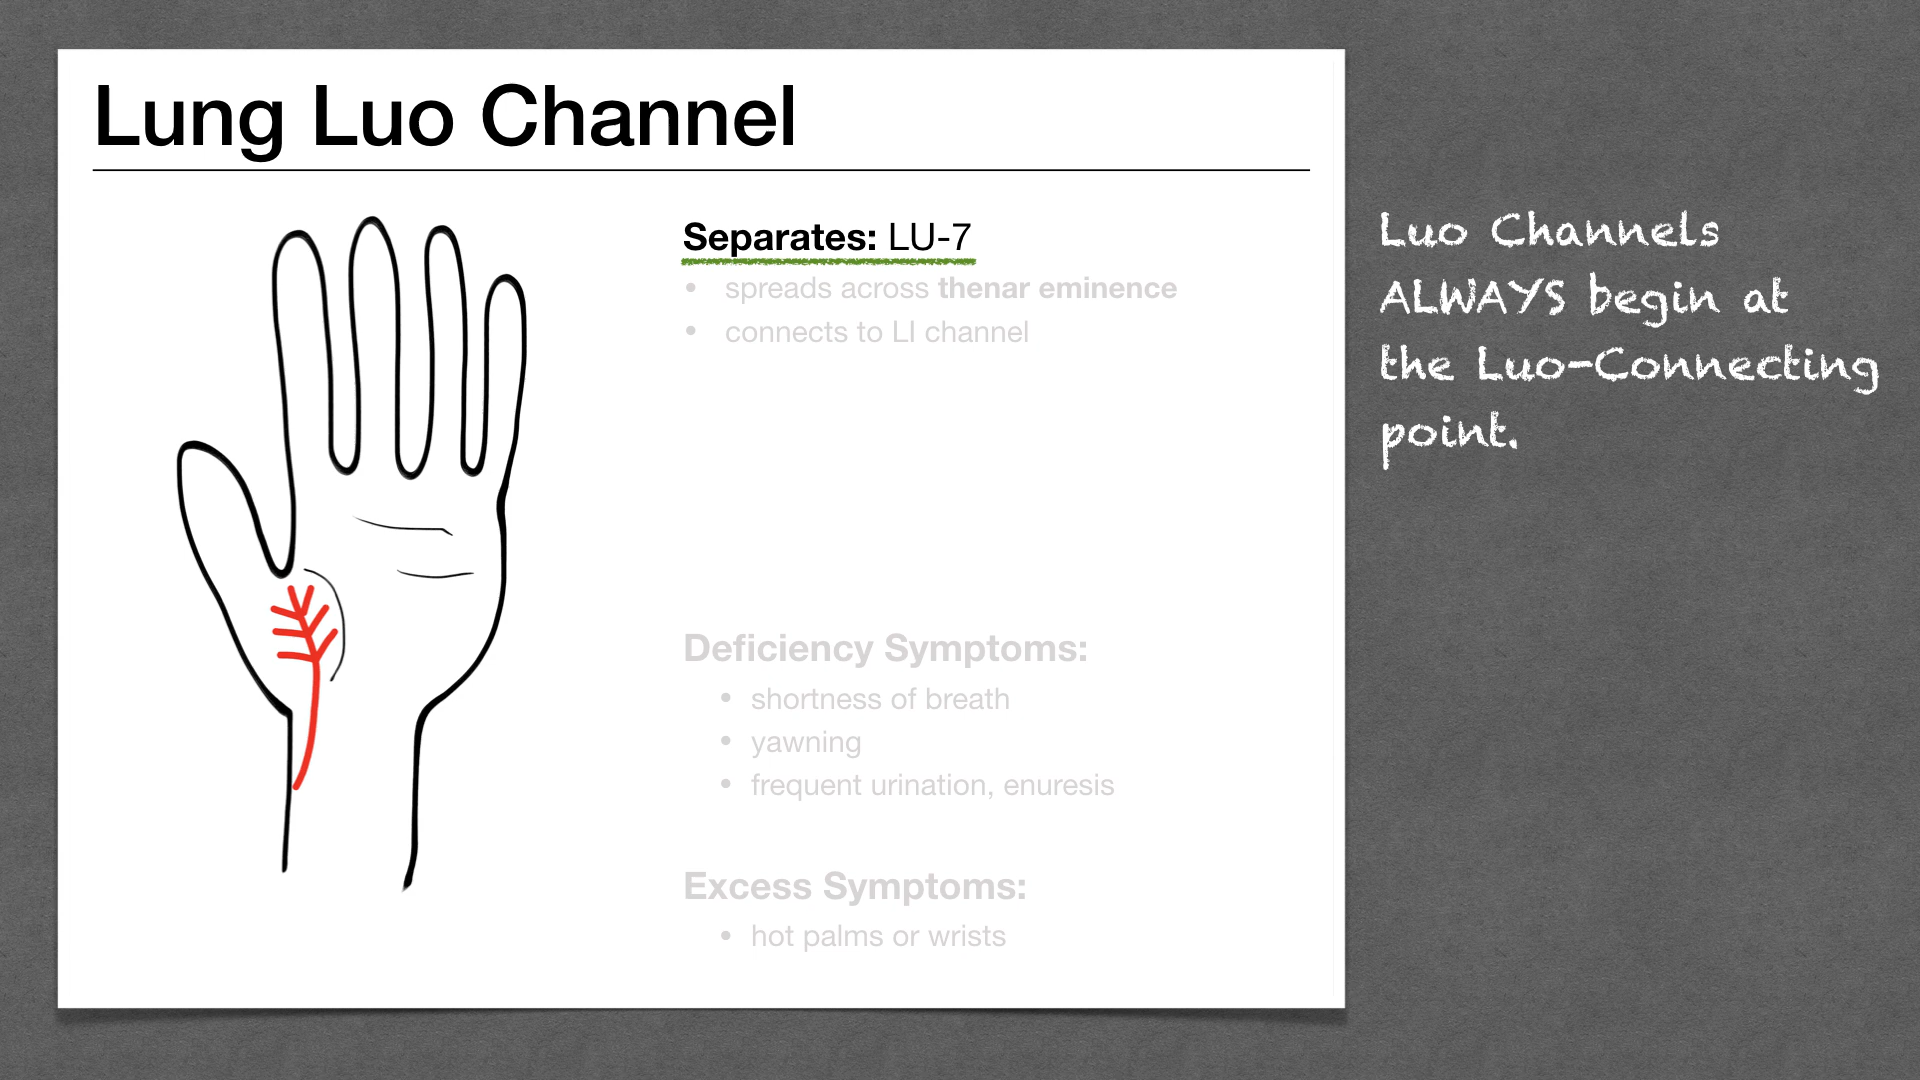 Lung Luo Channel
Separates: LU-7
• spreads across thenar eminence
• connects to LI channel
Deficiency Symptoms:
• shortness of breath
• yawning
• frequent urination, enuresis
Excess Symptoms:
• hot palms or wrists
Luo Channels
ALWAYS begin at
the Luo-Connecting
point.